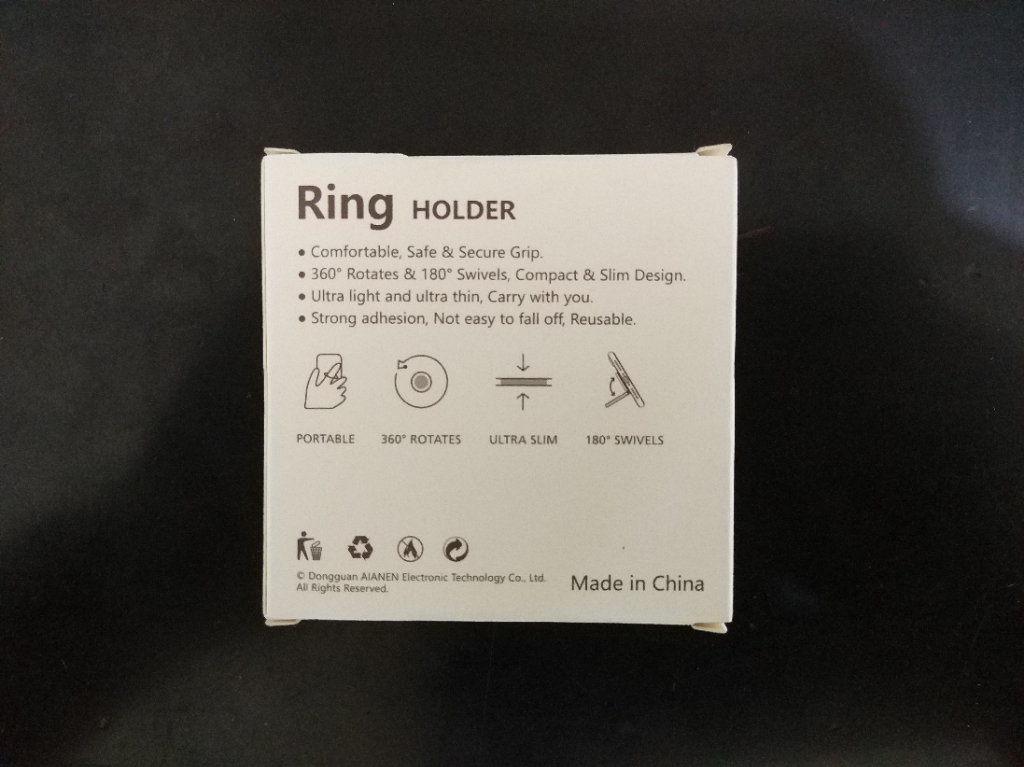 Ring HOLDER
• Comfortable, Safe & Secure Grip.
• 360° Rotates & 180° Swivels, Compact & Slim Design.
• Ultra light and ultra thin, Carry with you.
• Strong adhesion, Not easy to fall off, Reusable.
PORTABLE 360° ROTATES ULTRA SLIM 180° SWIVELS
© Dongguan AIANEN Electronic Technology Co., Ltd.
All Rights Reserved.
Made in China